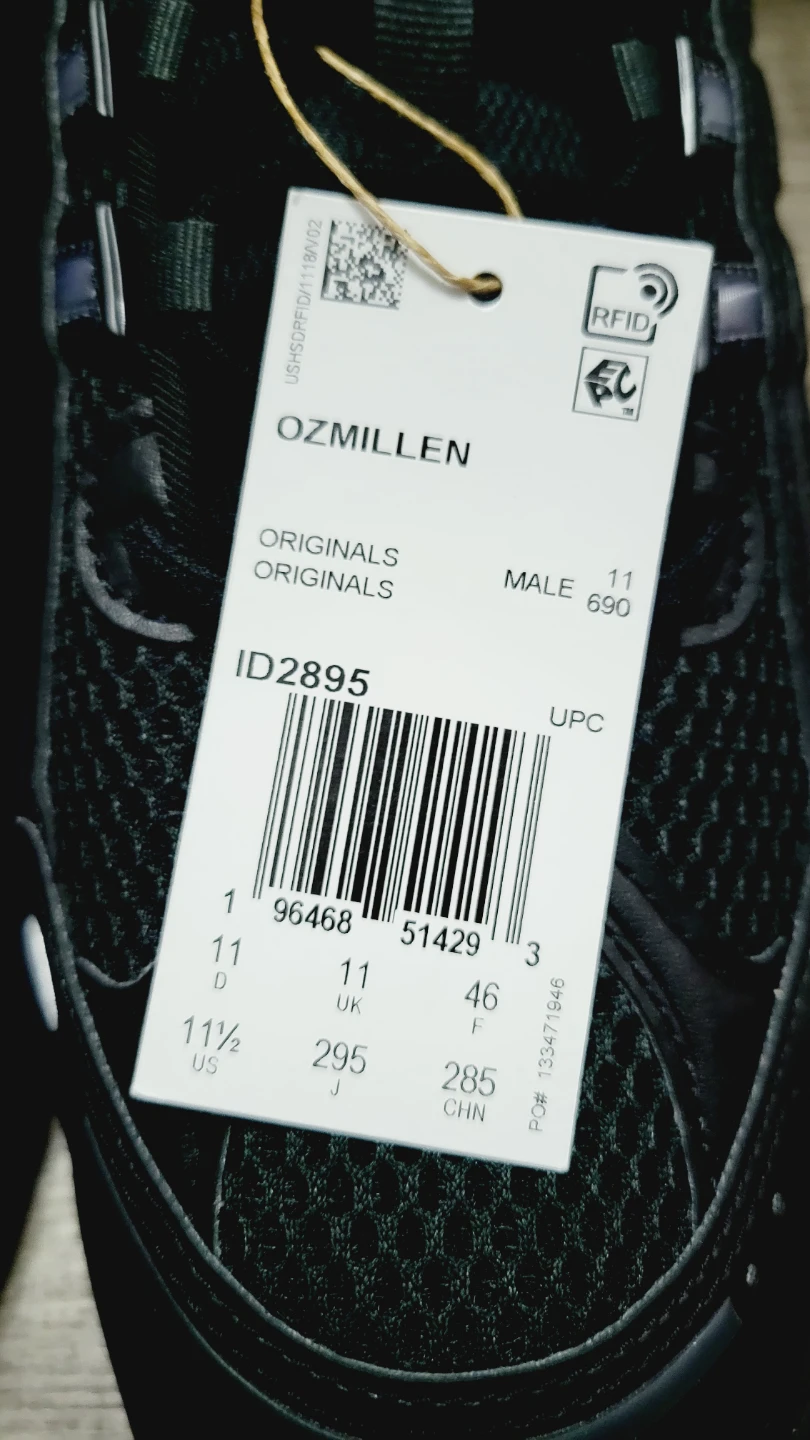 USHSDRFID/1118/V02
RFID
EPC
TM
OZMILLEN
ORIGINALS
ORIGINALS
MALE 11
690
ID2895
UPC
1 96468 51429 3
11 11 46
D UK F
11½ 295 285
US J CHN
PO# 133471946